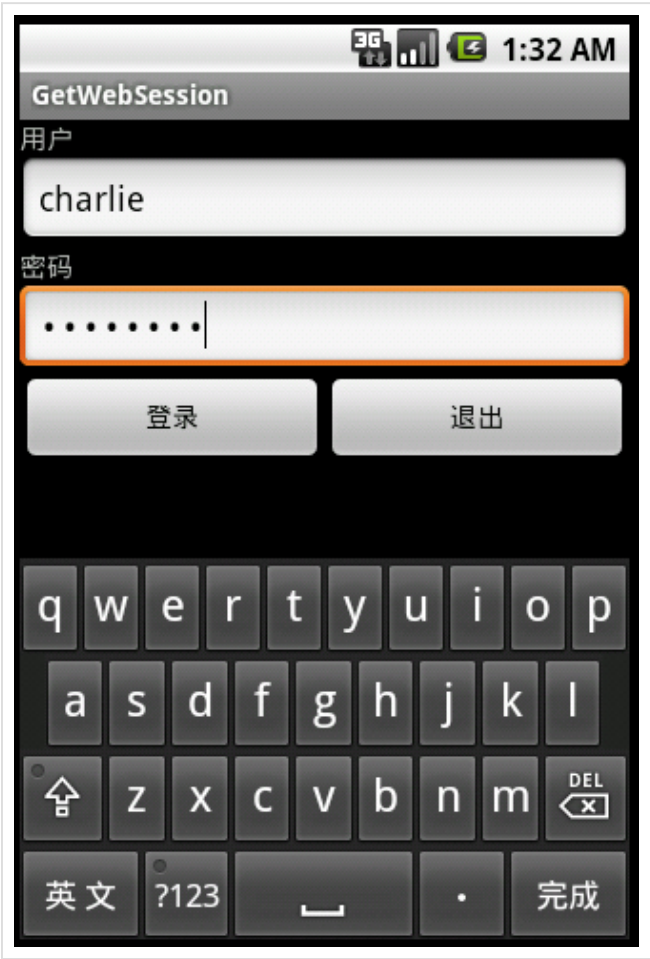 3G 1:32 AM
GetWebSession
用户
charlie
密码
••••••••
登录 退出
q w e r t y u i o p
a s d f g h j k l
z x c v b n m DEL
英文 ?123 . 完成